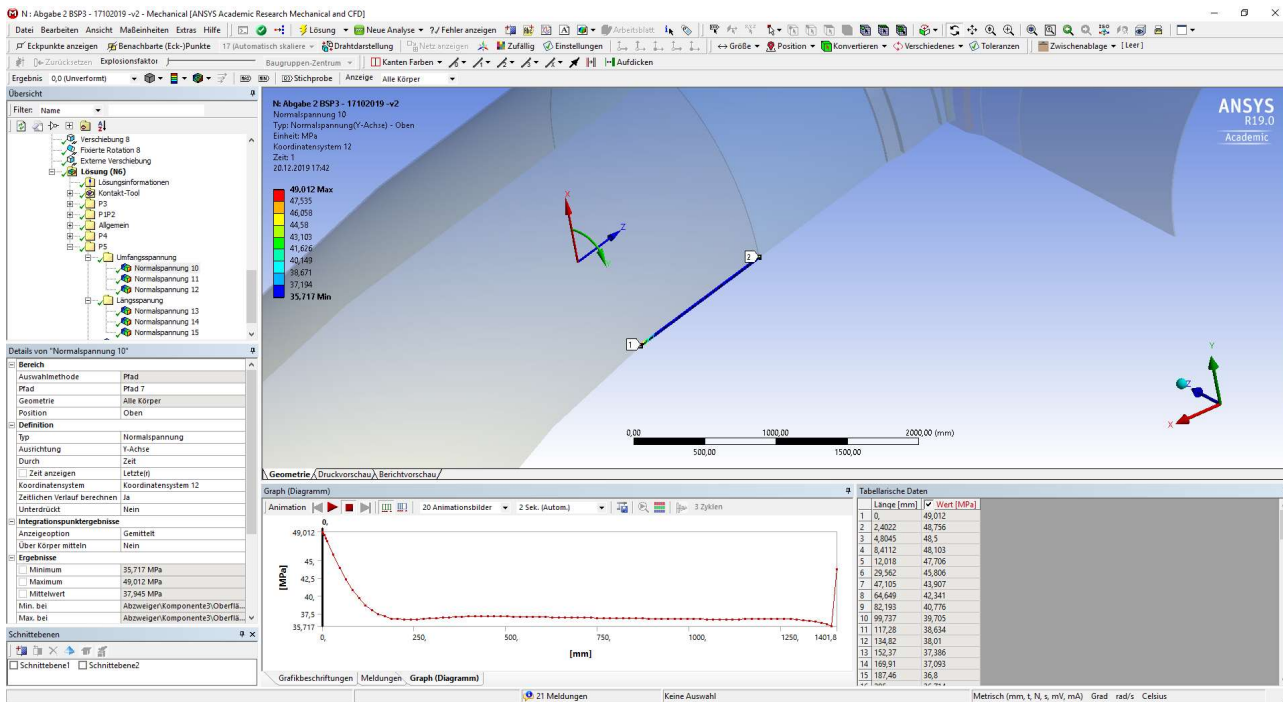 N : Abgabe 2 BSP3 - 17102019 -v2 - Mechanical [ANSYS Academic Research Mechanical and CFD]
Datei Bearbeiten Ansicht Maßeinheiten Extras Hilfe Lösung Neue Analyse ?/ Fehler anzeigen Arbeitsblatt
Eckpunkte anzeigen Benachbarte (Eck-)Punkte 17 (Automatisch skaliere Drahtdarstellung Netz anzeigen Zufällig Einstellungen Größe Position Konvertieren Verschiedenes Toleranzen Zwischenablage [Leer]
Zurücksetzen Explosionsfaktor Baugruppen-Zentrum Kanten Farben Aufdicken
Ergebnis 0,0 (Unverformt) Stichprobe Anzeige Alle Körper
Übersicht
Filter: Name
Verschiebung 8
Fixierte Rotation 8
Externe Verschiebung
Lösung (N6)
Lösungsinformationen
Kontakt-Tool
P3
P1P2
Allgemein
P4
P5
Umfangsspannung
Normalspannung 10
Normalspannung 11
Normalspannung 12
Längsspanung
Normalspannung 13
Normalspannung 14
Normalspannung 15
Details von "Normalspannung 10"
Bereich
Auswahlmethode Pfad
Pfad Pfad 7
Geometrie Alle Körper
Position Oben
Definition
Typ Normalspannung
Ausrichtung Y-Achse
Durch Zeit
Zeit anzeigen Letzte(r)
Koordinatensystem Koordinatensystem 12
Zeitlichen Verlauf berechnen Ja
Unterdrückt Nein
Integrationspunktergebnisse
Anzeigeoption Gemittelt
Über Körper mitteln Nein
Ergebnisse
Minimum 35,717 MPa
Maximum 49,012 MPa
Mittelwert 37,945 MPa
Min. bei Abzweiger\Komponente3\Oberflä...
Max. bei Abzweiger\Komponente3\Oberflä...
Schnittebenen
Schnittebene1 Schnittebene2
N: Abgabe 2 BSP3 - 17102019 -v2
Normalspannung 10
Typ: Normalspannung(Y-Achse) - Oben
Einheit: MPa
Koordinatensystem 12
Zeit: 1
20.12.2019 17:42
49,012 Max
47,535
46,058
44,58
43,103
41,626
40,149
38,671
37,194
35,717 Min
ANSYS
R19.0
Academic
X
Z
Y
2
1
Y
Z
X
0,00 1000,00 2000,00 (mm)
500,00 1500,00
Geometrie Druckvorschau Berichtvorschau
Graph (Diagramm)
Animation 20 Animationsbilder 2 Sek. (Autom.) 3 Zyklen
0,
49,012
45,
42,5
40,
37,5
35,717
[MPa]
0, 250, 500, 750, 1000, 1250, 1401,8
[mm]
Grafikbeschriftungen Meldungen Graph (Diagramm)
Tabellarische Daten
Länge [mm] Wert [MPa]
1 0, 49,012
2 2,4022 48,756
3 4,8045 48,5
4 8,4112 48,103
5 12,018 47,706
6 29,562 45,806
7 47,105 43,907
8 64,649 42,341
9 82,193 40,776
10 99,737 39,705
11 117,28 38,634
12 134,82 38,01
13 152,37 37,386
14 169,91 37,093
15 187,46 36,8
21 Meldungen Keine Auswahl Metrisch (mm, t, N, s, mV, mA) Grad rad/s Celsius